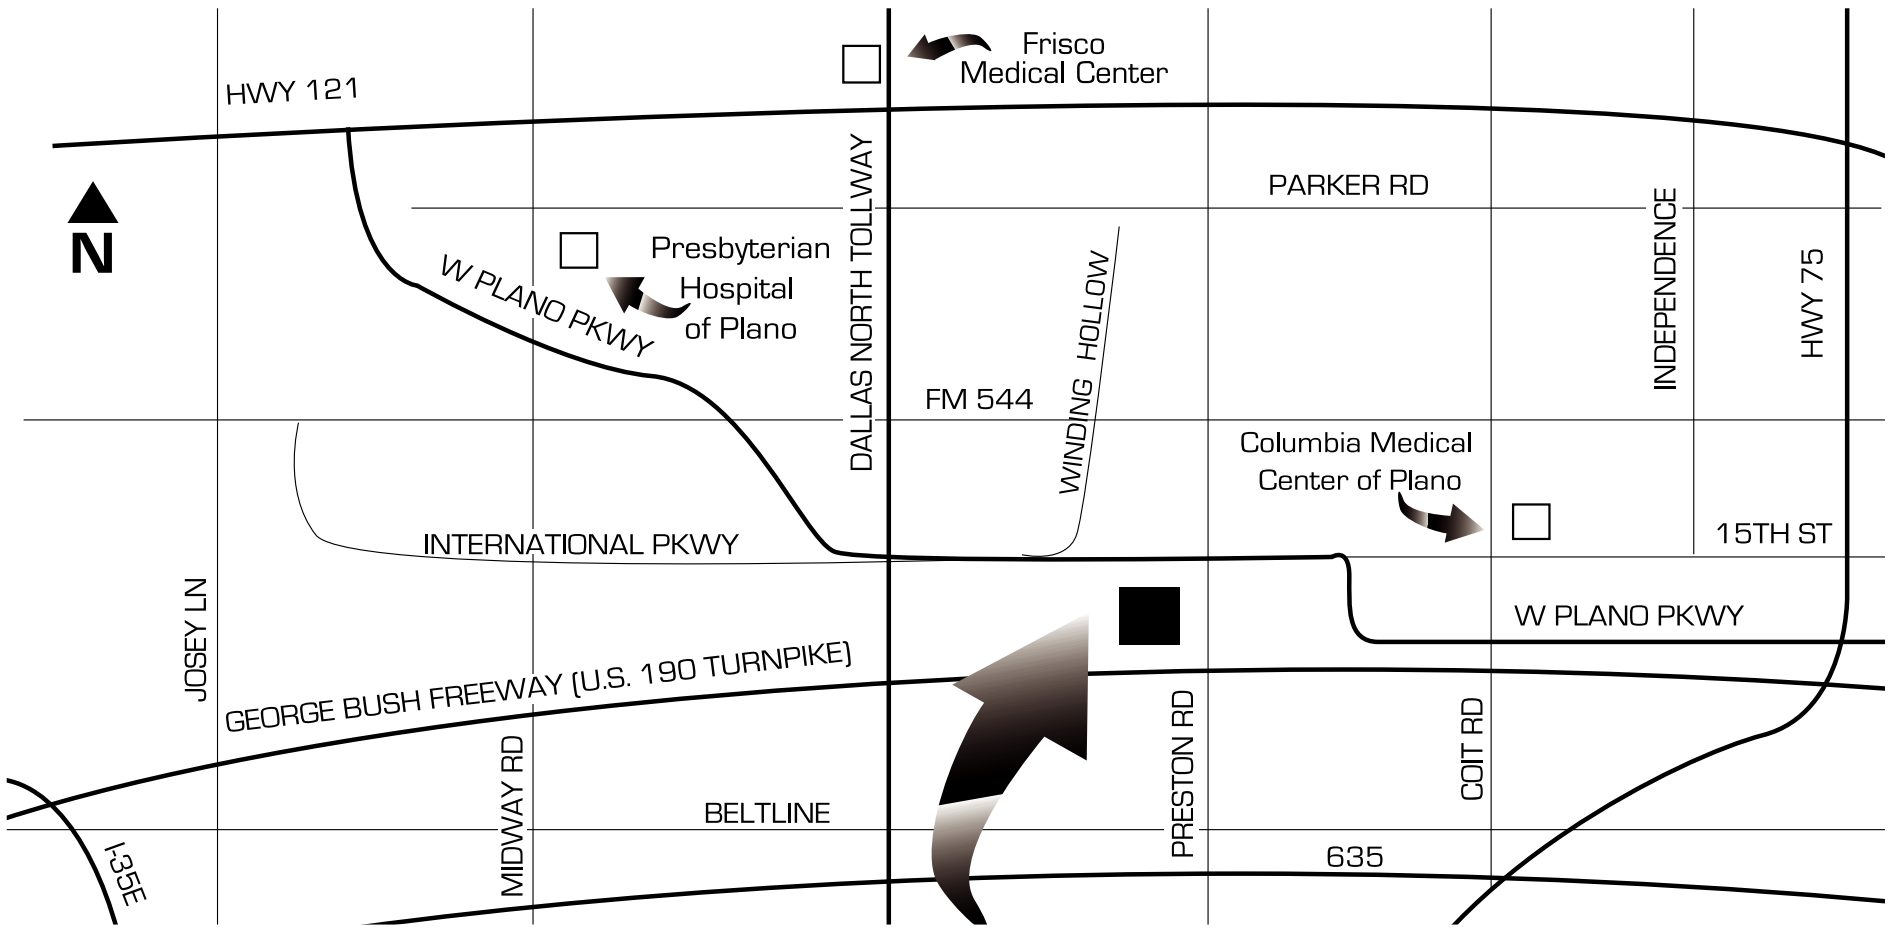 Frisco
Medical Center
HWY 121
PARKER RD
DALLAS NORTH TOLLWAY
INDEPENDENCE
N
Presbyterian
Hospital
of Plano
W PLANO PKWY
WINDING HOLLOW
HWY 75
FM 544
Columbia Medical
Center of Plano
15TH ST
INTERNATIONAL PKWY
JOSEY LN
W PLANO PKWY
GEORGE BUSH FREEWAY (U.S. 190 TURNPIKE)
MIDWAY RD
PRESTON RD
COIT RD
BELTLINE
635
I-35E